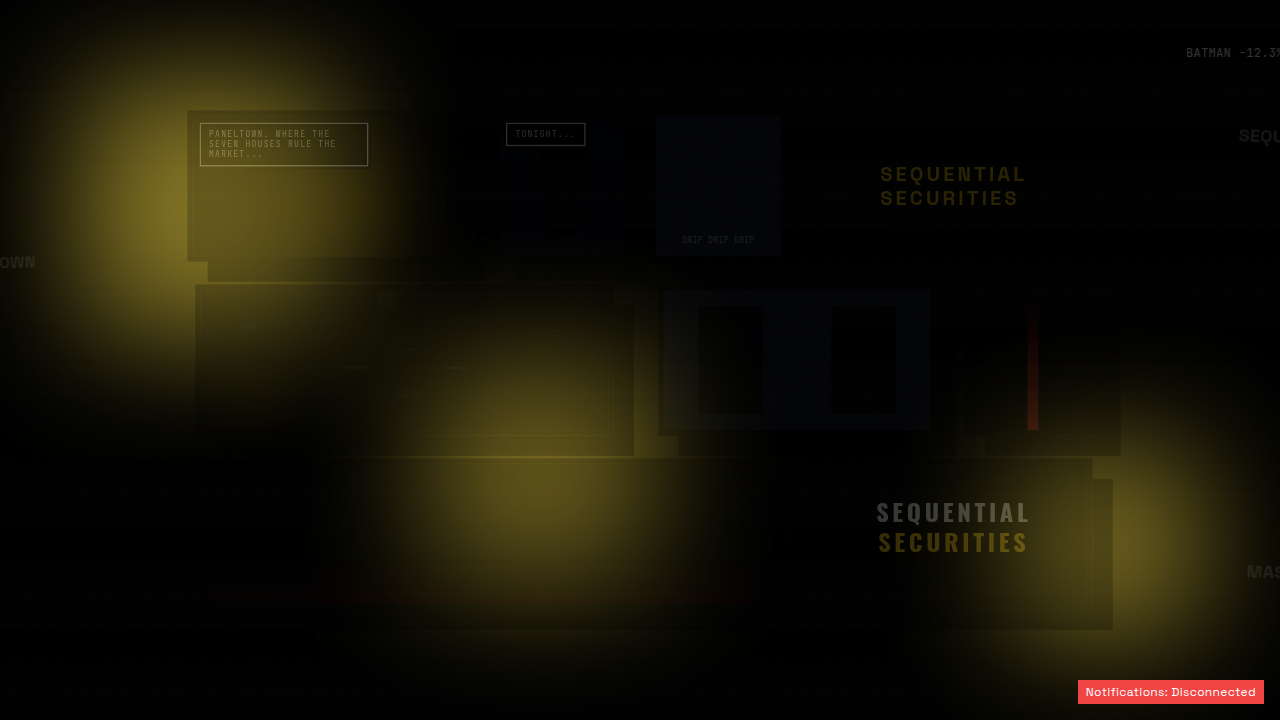 BATMAN -12.3%
PANELTOWN. WHERE THE
SEVEN HOUSES RULE THE
MARKET...
TONIGHT...
SEQU
SEQUENTIAL
SECURITIES
DRIP DRIP DRIP
OWN
SEQUENTIAL
SECURITIES
MAS
Notifications: Disconnected